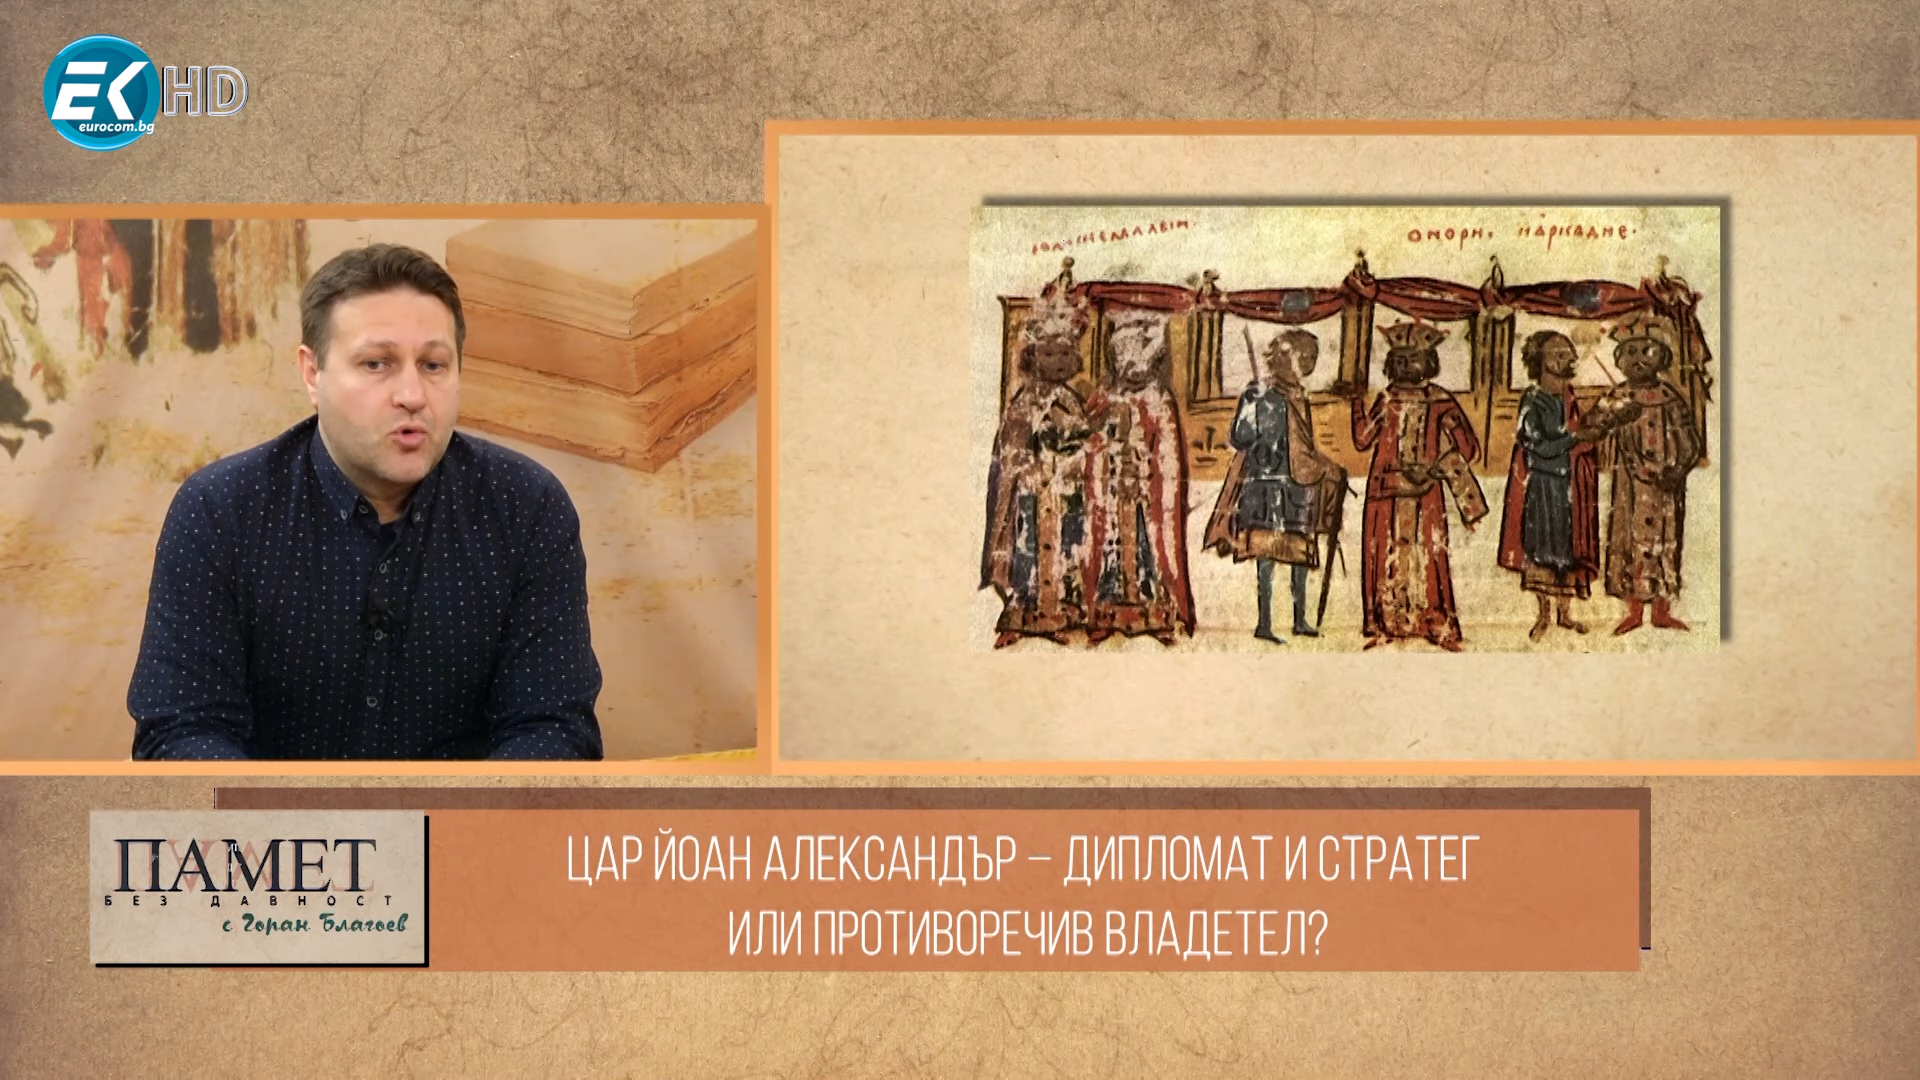 EK HD
eurocom.bg
ПАМЕТ
БЕЗ ДАВНОСТ
с Горан Благоев
ЦАР ЙОАН АЛЕКСАНДЪР – ДИПЛОМАТ И СТРАТЕГ
ИЛИ ПРОТИВОРЕЧИВ ВЛАДЕТЕЛ?